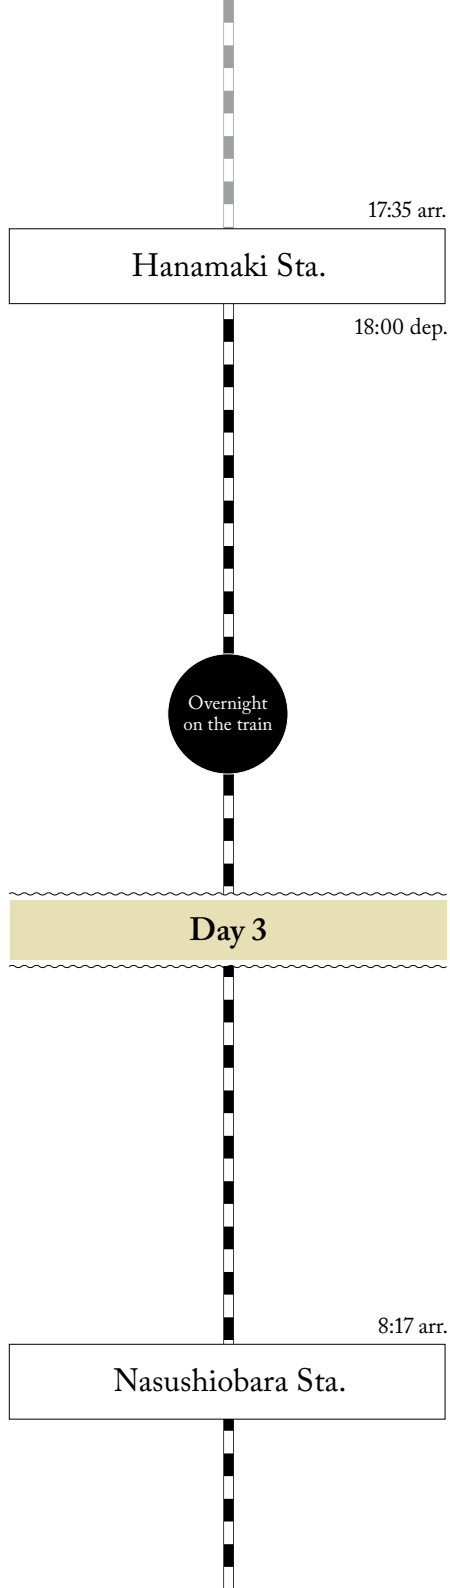 17:35 arr.
Hanamaki Sta.
18:00 dep.
Overnight
on the train
Day 3
8:17 arr.
Nasushiobara Sta.